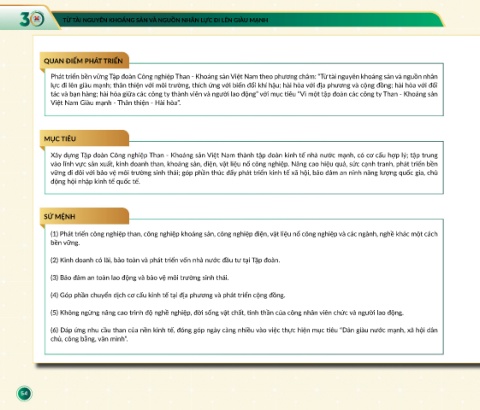 30
TỪ TÀI NGUYÊN KHOÁNG SẢN VÀ NGUỒN NHÂN LỰC ĐI LÊN GIÀU MẠNH
QUAN ĐIỂM PHÁT TRIỂN
Phát triển bền vững Tập đoàn Công nghiệp Than - Khoáng sản Việt Nam theo phương châm: "Từ tài nguyên khoáng sản và nguồn nhân
lực đi lên giàu mạnh; thân thiện với môi trường, thích ứng với biến đổi khí hậu; hài hòa với địa phương và cộng đồng; hài hòa với đối
tác và bạn hàng; hài hòa giữa các công ty thành viên và người lao động" với mục tiêu "Vì một tập đoàn các công ty Than - Khoáng sản
Việt Nam Giàu mạnh - Thân thiện - Hài hòa".
MỤC TIÊU
Xây dựng Tập đoàn Công nghiệp Than - Khoáng sản Việt Nam thành tập đoàn kinh tế nhà nước mạnh, có cơ cấu hợp lý; tập trung
vào lĩnh vực sản xuất, kinh doanh than, khoáng sản, điện, vật liệu nổ công nghiệp. Nâng cao hiệu quả, sức cạnh tranh, phát triển bền
vững đi đôi với bảo vệ môi trường sinh thái; góp phần thúc đẩy phát triển kinh tế xã hội, bảo đảm an ninh năng lượng quốc gia, chủ
động hội nhập kinh tế quốc tế.
SỨ MỆNH
(1) Phát triển công nghiệp than, công nghiệp khoáng sản, công nghiệp điện, vật liệu nổ công nghiệp và các ngành, nghề khác một cách
bền vững.
(2) Kinh doanh có lãi, bảo toàn và phát triển vốn nhà nước đầu tư tại Tập đoàn.
(3) Bảo đảm an toàn lao động và bảo vệ môi trường sinh thái.
(4) Góp phần chuyển dịch cơ cấu kinh tế tại địa phương và phát triển cộng đồng.
(5) Không ngừng nâng cao trình độ nghề nghiệp, đời sống vật chất, tinh thần của công nhân viên chức và người lao động.
(6) Đáp ứng nhu cầu than của nền kinh tế, đóng góp ngày càng nhiều vào việc thực hiện mục tiêu "Dân giàu nước mạnh, xã hội dân
chủ, công bằng, văn minh".
54